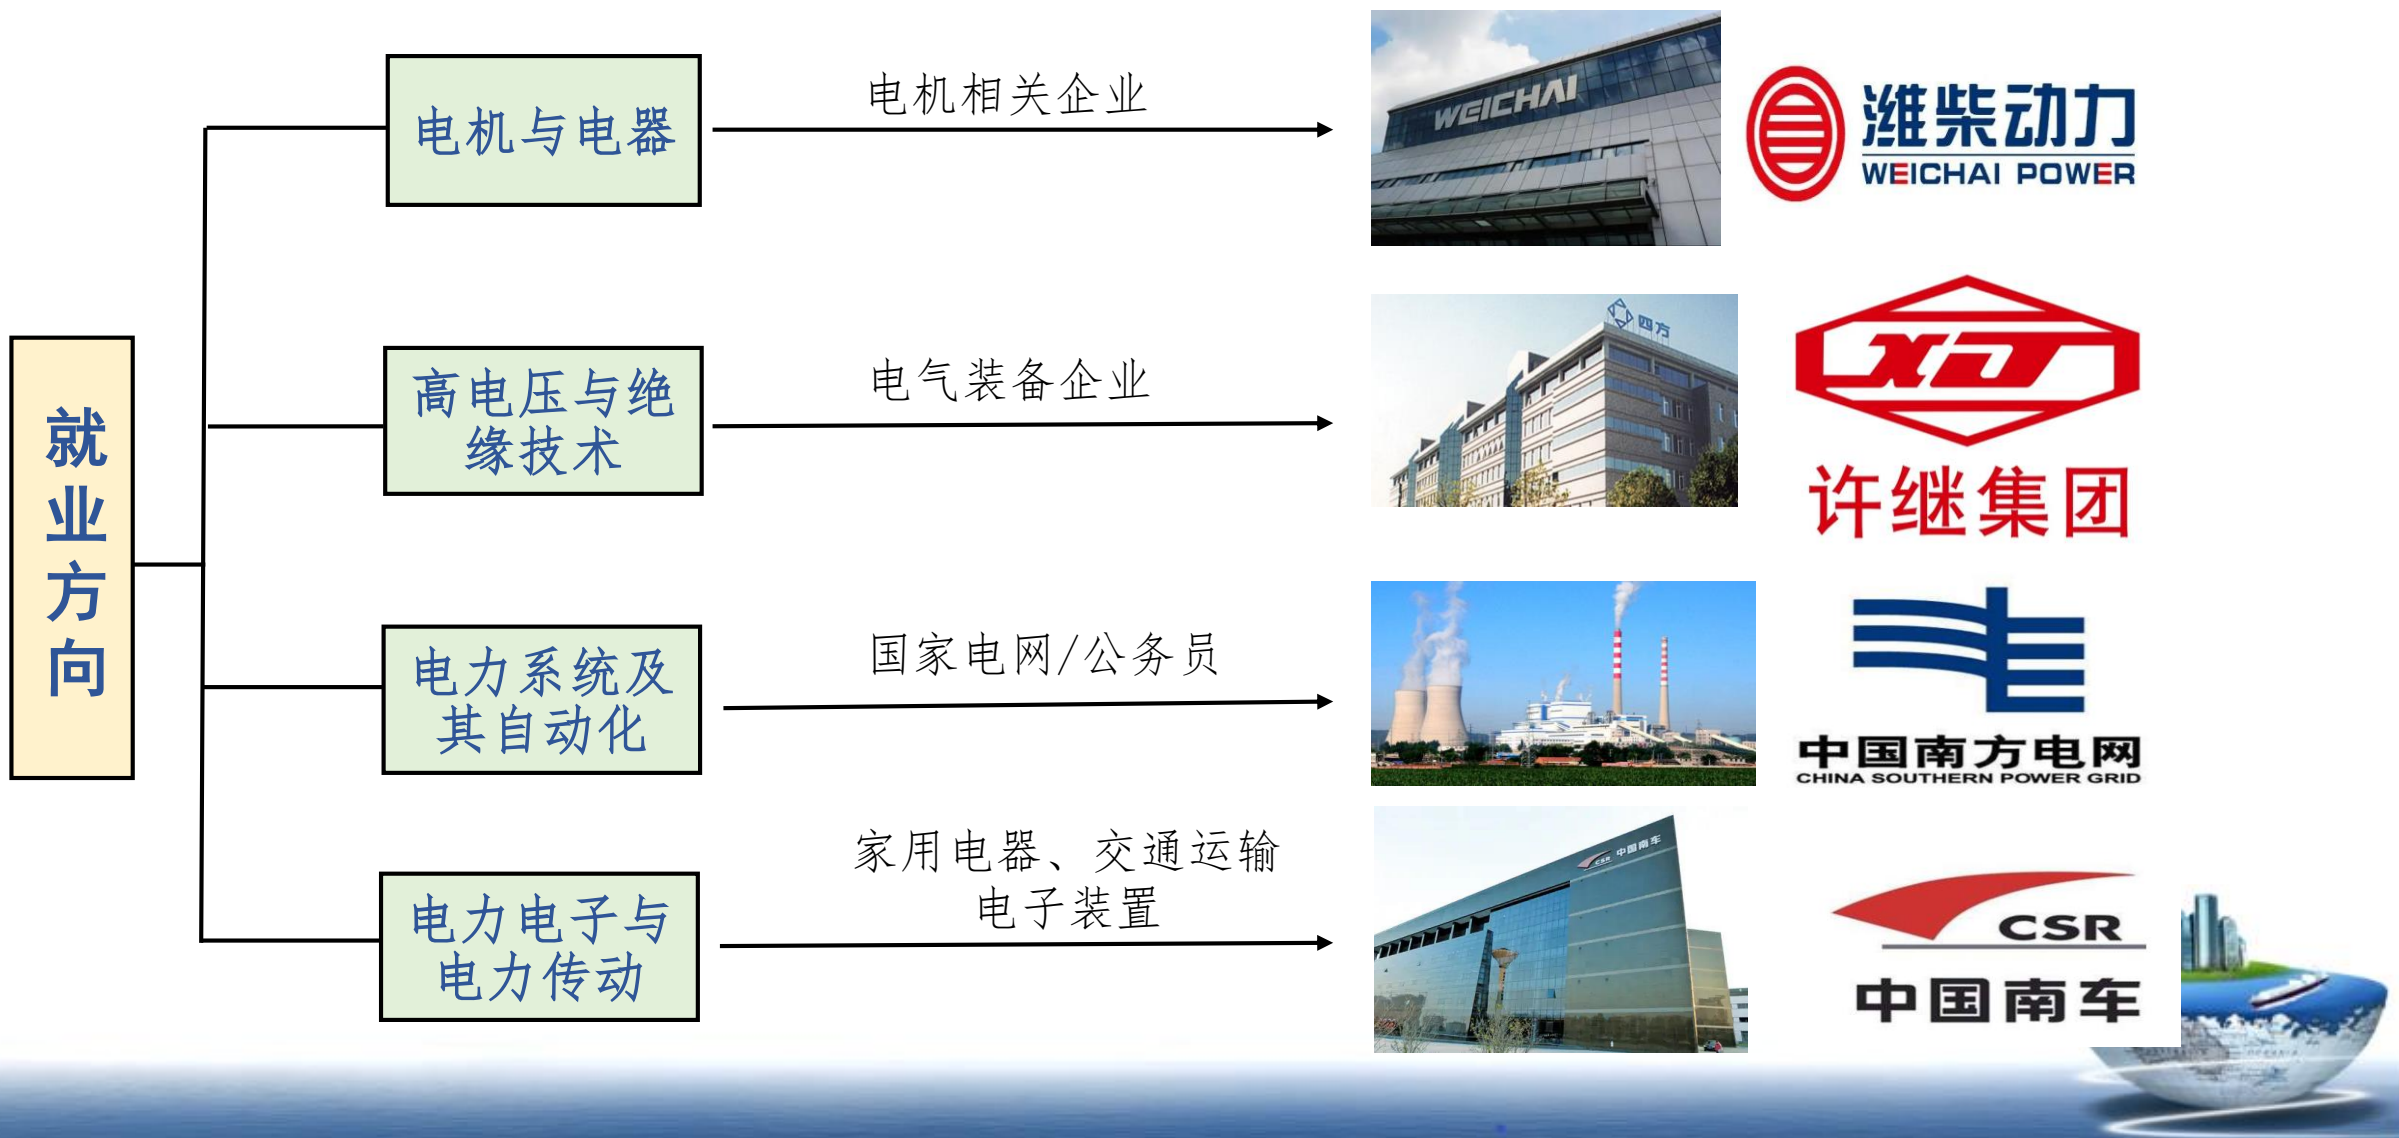 就业方向
电机与电器
电机相关企业
WEICHAI
潍柴动力
WEICHAI POWER
高电压与绝
缘技术
电气装备企业
四方
XJ
许继集团
电力系统及
其自动化
国家电网/公务员
中国南方电网
CHINA SOUTHERN POWER GRID
电力电子与
电力传动
家用电器、交通运输
电子装置
CSR 中国南车
CSR
中国南车